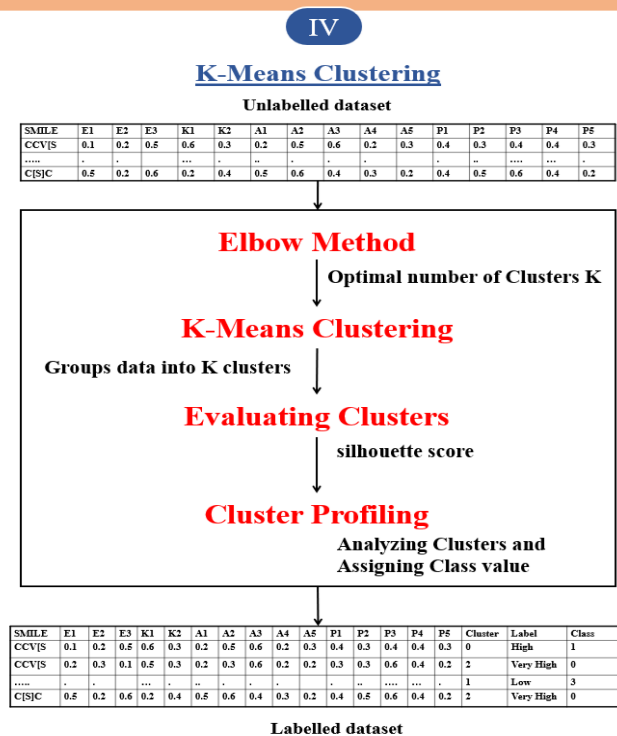 IV
K-Means Clustering
Unlabelled dataset
SMILE E1 E2 E3 K1 K2 A1 A2 A3 A4 A5 P1 P2 P3 P4 P5
CCV[S 0.1 0.2 0.5 0.6 0.3 0.2 0.5 0.6 0.2 0.3 0.4 0.3 0.4 0.4 0.3
..... . . ... . .. . . . . .. .... ... .
C[S]C 0.5 0.2 0.6 0.2 0.4 0.5 0.6 0.4 0.3 0.2 0.4 0.5 0.6 0.4 0.2
Elbow Method
Optimal number of Clusters K
K-Means Clustering
Groups data into K clusters
Evaluating Clusters
silhouette score
Cluster Profiling
Analyzing Clusters and
Assigning Class value
SMILE E1 E2 E3 K1 K2 A1 A2 A3 A4 A5 P1 P2 P3 P4 P5 Cluster Label Class
CCV[S 0.1 0.2 0.5 0.6 0.3 0.2 0.5 0.6 0.2 0.3 0.4 0.3 0.4 0.4 0.3 0 High 1
CCV[S 0.2 0.3 0.1 0.5 0.3 0.2 0.3 0.6 0.2 0.2 0.3 0.3 0.6 0.4 0.2 2 Very High 0
..... . . ... . .. . . . . .. .... ... . 1 Low 3
C[S]C 0.5 0.2 0.6 0.2 0.4 0.5 0.6 0.4 0.3 0.2 0.4 0.5 0.6 0.4 0.2 2 Very High 0
Labelled dataset